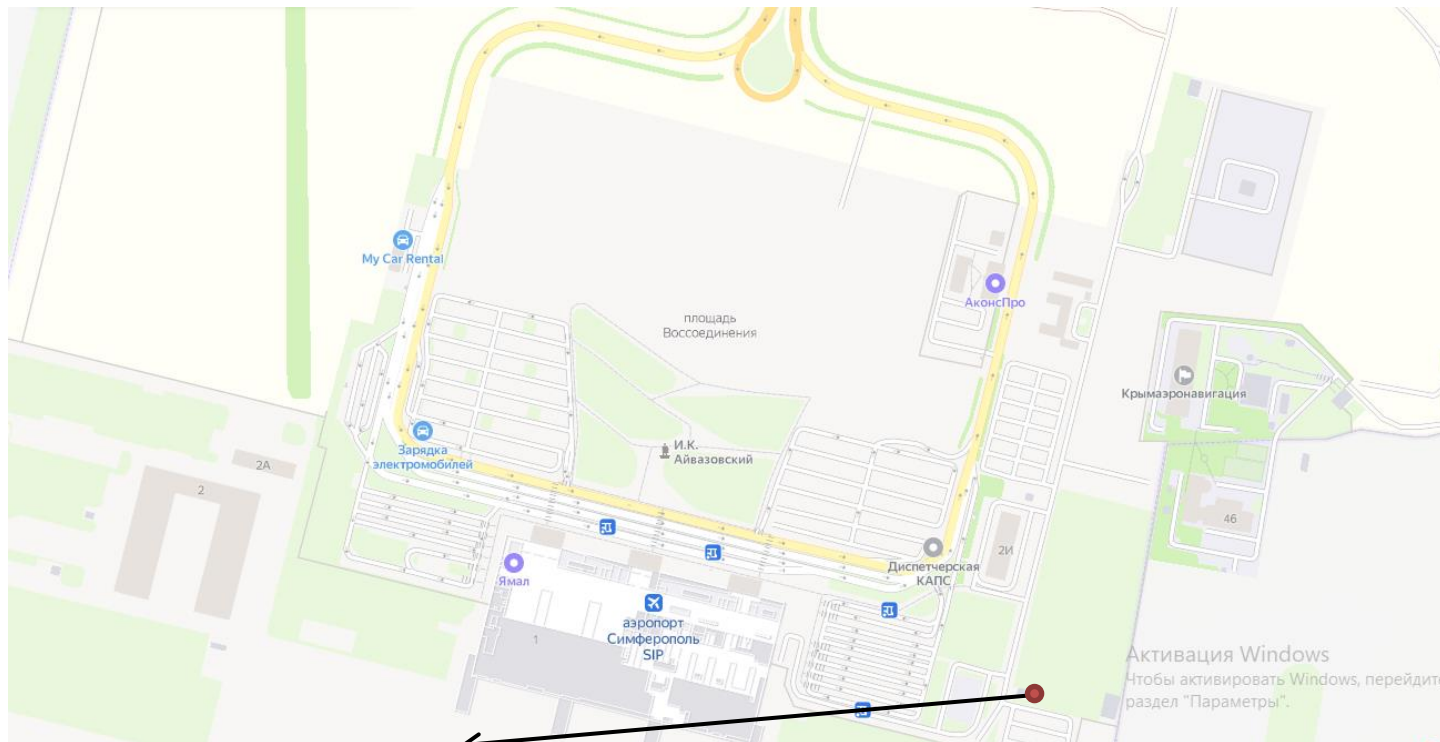 My Car Rental
площадь
Воссоединения
АконсПро
Крымаэронавигация
И.К.
Айвазовский
Зарядка
электромобилей
2А
2
46
2И
Диспетчерская
КАПС
Ямал
аэропорт
Симферополь
SIP
1
Активация Windows
Чтобы активировать Windows, перейдите
раздел "Параметры".